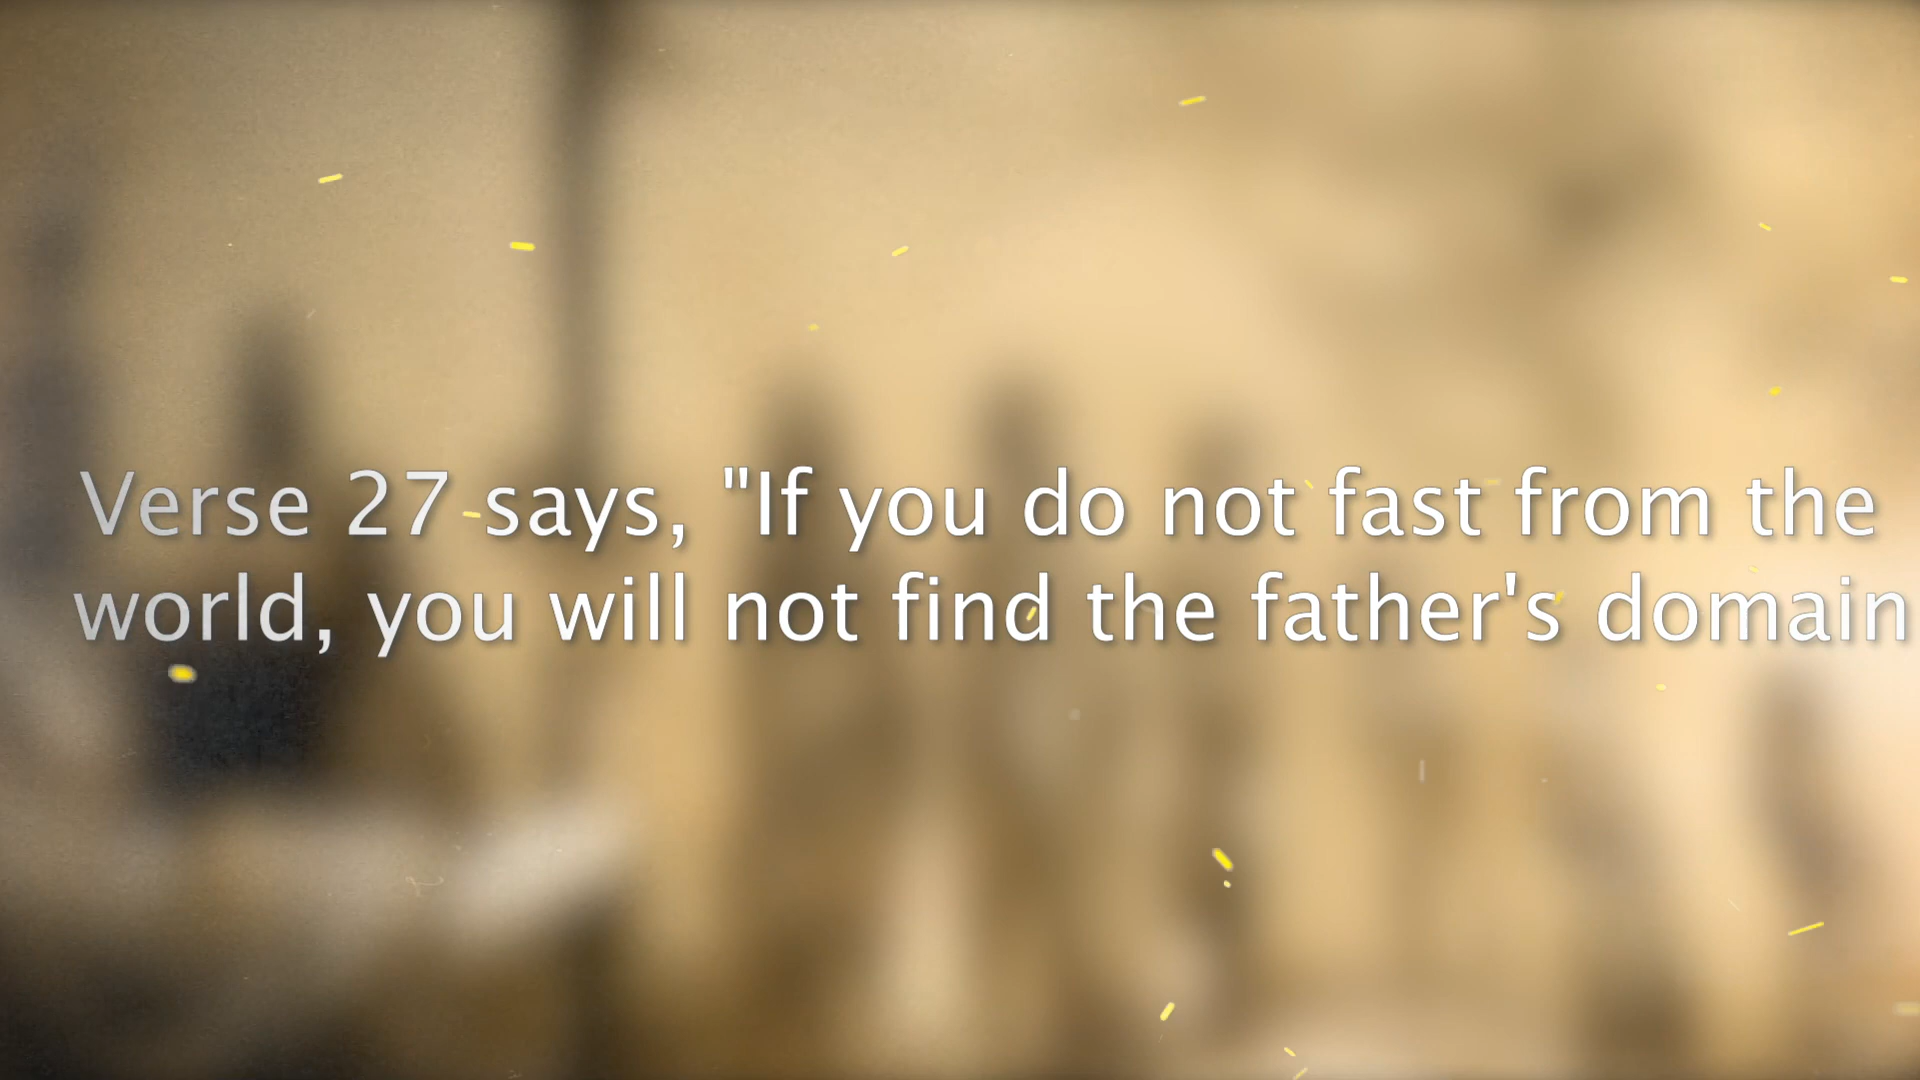 Verse 27 says, "If you do not fast from the
world, you will not find the father's domain